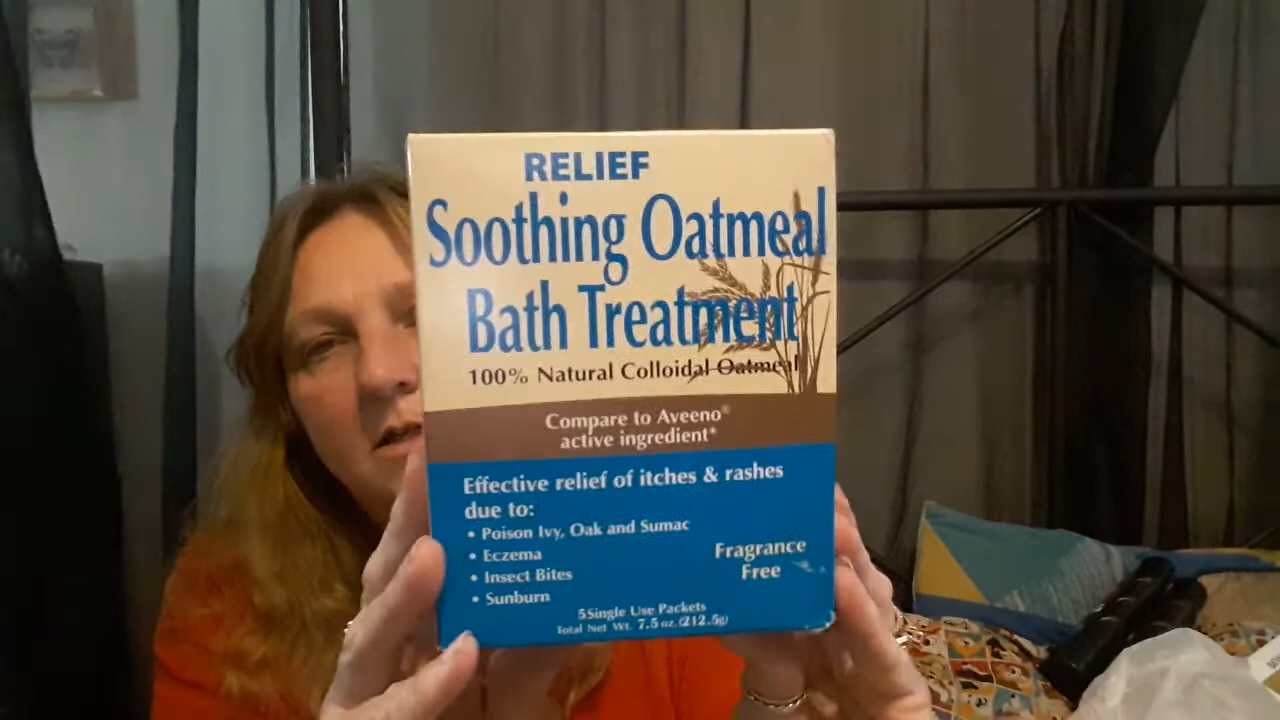 RELIEF
Soothing Oatmeal
Bath Treatment
100% Natural Colloidal Oatmeal
Compare to Aveeno®
active ingredient*
Effective relief of itches & rashes
due to:
• Poison Ivy, Oak and Sumac
• Eczema
• Insect Bites
• Sunburn
Fragrance
Free
5 Single Use Packets
Total Net Wt. 7.5 oz. (212.5g)